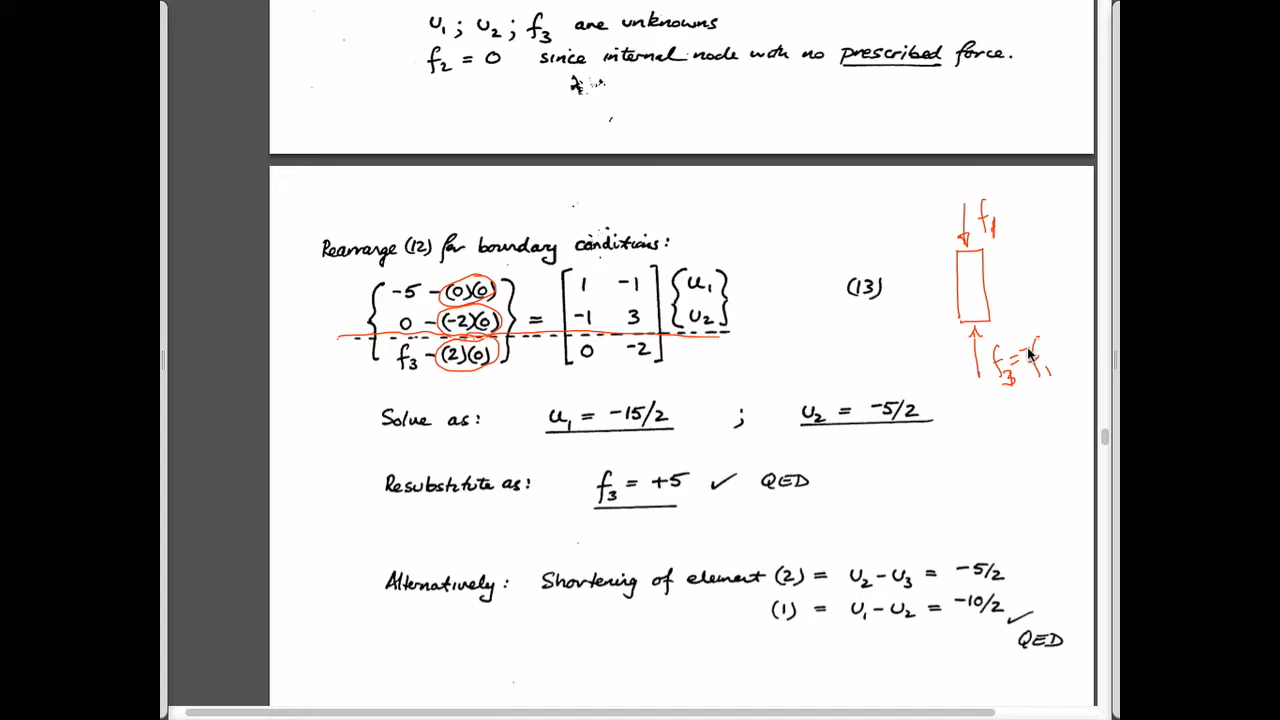 u₁ ; u₂ ; f₃ are unknowns
f₂ = 0 since internal node with no prescribed force.
Rearrange (12) for boundary conditions:
{ -5 - (0)(0) } = [ 1 -1 ] { u₁ } (13)
{ 0 - (-2)(0) } [ -1 3 ] { u₂ }
{ f₃ - (2)(0) } [ 0 -2 ]
f₁
f₃ = -f₁
Solve as: u₁ = -15/2 ; u₂ = -5/2
Resubstitute as: f₃ = +5 ✓ QED
Alternatively: Shortening of element (2) = u₂ - u₃ = -5/2
(1) = u₁ - u₂ = -10/2 ✓
QED